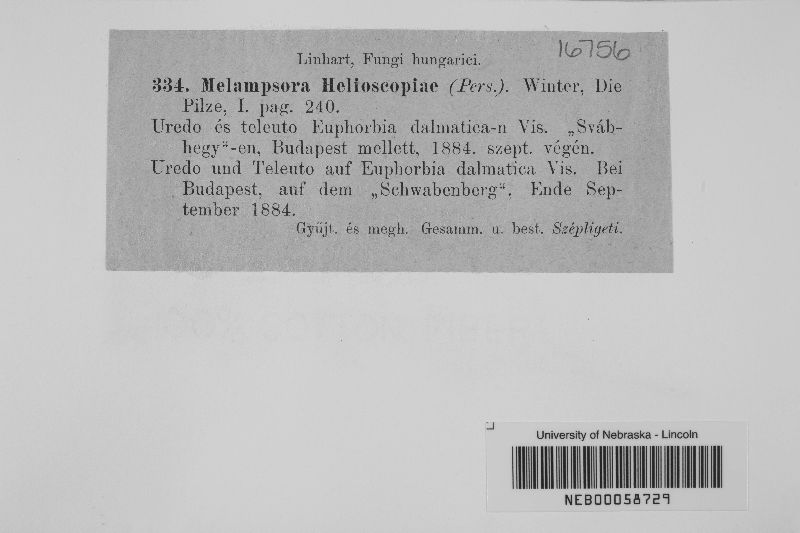 16756
Linhart, Fungi hungarici.
334. Melampsora Helioscopiae (Pers.). Winter, Die
Pilze, I. pag. 240.
Uredo és teleuto Euphorbia dalmatica-n Vis. „Sváb-
hegy“-en, Budapest mellett, 1884. szept. végén.
Uredo und Teleuto auf Euphorbia dalmatica Vis. Bei
Budapest, auf dem „Schwabenberg“, Ende Sep-
tember 1884.
Gyüjt. és megh. Gesamm. u. best. Szépligeti.
University of Nebraska - Lincoln
NEB00058729